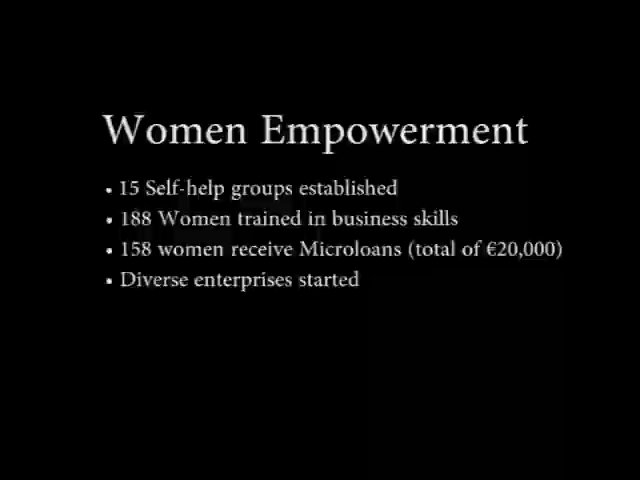 Women Empowerment
• 15 Self-help groups established
• 188 Women trained in business skills
• 158 women receive Microloans (total of €20,000)
• Diverse enterprises started